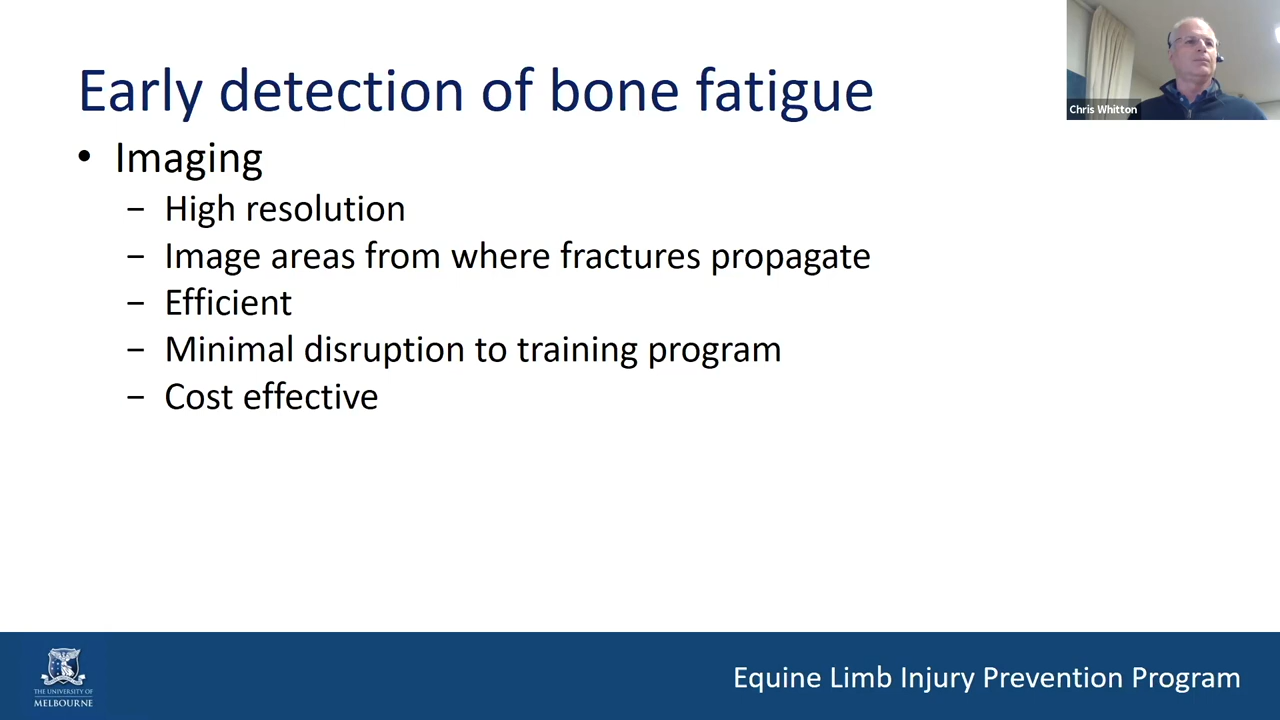 Early detection of bone fatigue
Chris Whitton
• Imaging
– High resolution
– Image areas from where fractures propagate
– Efficient
– Minimal disruption to training program
– Cost effective
THE UNIVERSITY OF
MELBOURNE
Equine Limb Injury Prevention Program